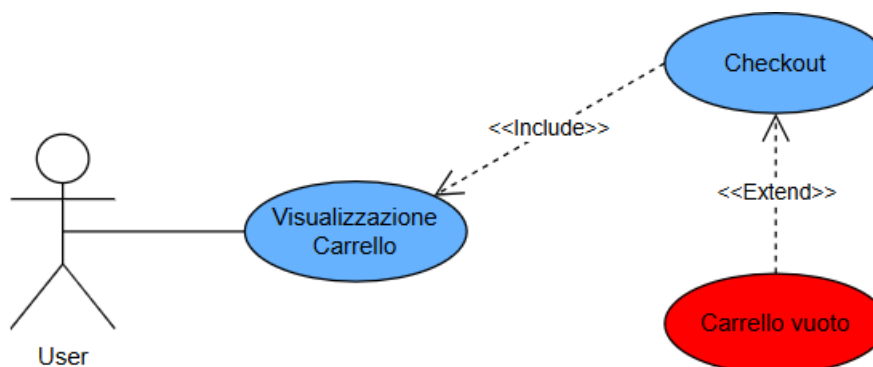 Checkout
<<Include>>
<<Extend>>
Visualizzazione
Carrello
Carrello vuoto
User